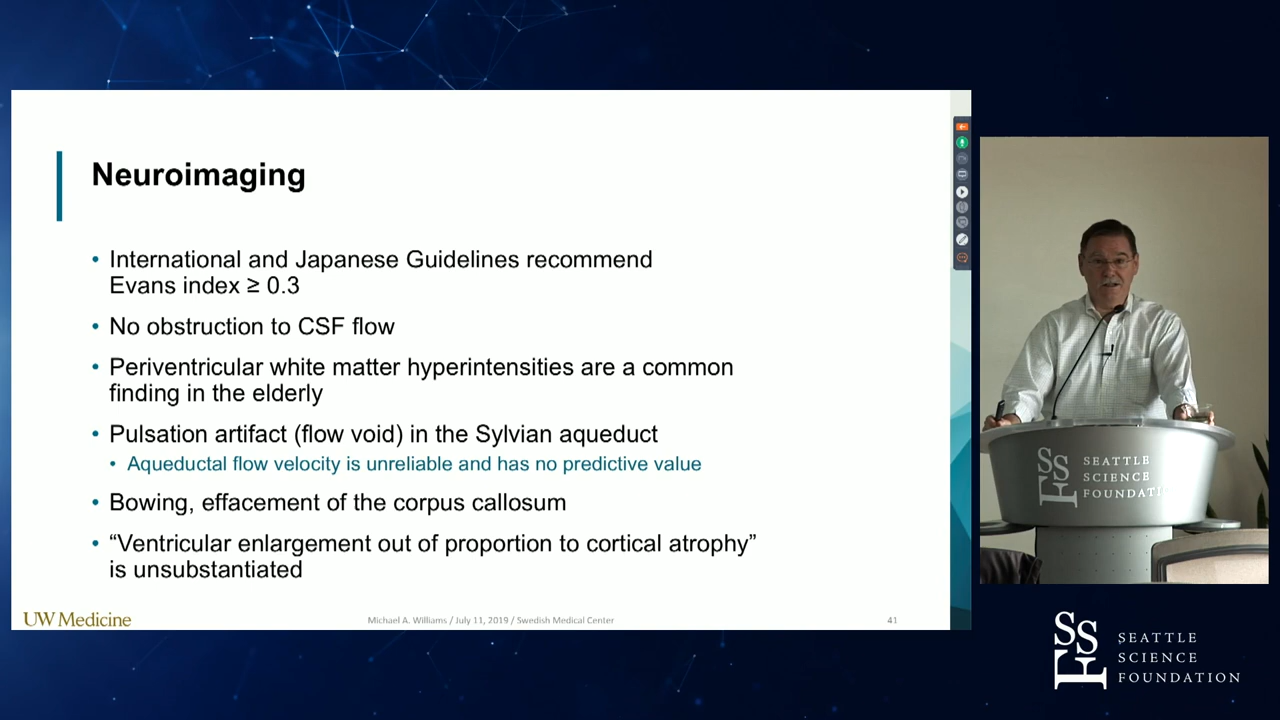 Neuroimaging
• International and Japanese Guidelines recommend
Evans index ≥ 0.3
• No obstruction to CSF flow
• Periventricular white matter hyperintensities are a common
finding in the elderly
• Pulsation artifact (flow void) in the Sylvian aqueduct
• Aqueductal flow velocity is unreliable and has no predictive value
• Bowing, effacement of the corpus callosum
• “Ventricular enlargement out of proportion to cortical atrophy”
is unsubstantiated
UW Medicine
Michael A. Williams / July 11, 2019 / Swedish Medical Center
41
SSF
SEATTLE
SCIENCE
FOUNDATI
SSF
SEATTLE
SCIENCE
FOUNDATION